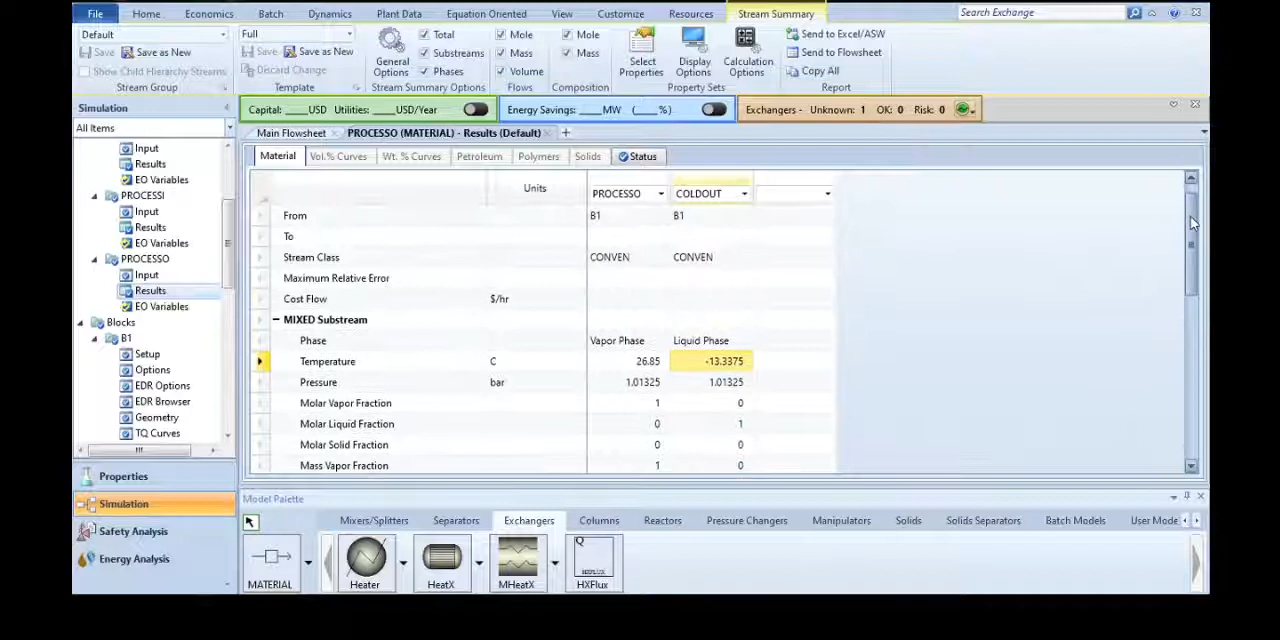 File Home Economics Batch Dynamics Plant Data Equation Oriented View Customize Resources Stream Summary Search Exchange
Default Full Total Mole Mole Send to Excel/ASW
Save Save as New Save Save as New Substreams Mass Mass Send to Flowsheet
Show Child Hierarchy Streams Discard Change General Options Phases Volume Select Properties Display Options Calculation Options Copy All
Stream Group Template Stream Summary Options Flows Composition Property Sets Report
Simulation Capital: ____USD Utilities: ____USD/Year Energy Savings: ____MW (____%) Exchangers - Unknown: 1 OK: 0 Risk: 0
All Items Main Flowsheet PROCESSO (MATERIAL) - Results (Default)
Material Vol.% Curves Wt. % Curves Petroleum Polymers Solids Status
Input
Results
EO Variables
PROCESSI
Input
Results
EO Variables
PROCESSO
Input
Results
EO Variables
Blocks
B1
Setup
Options
EDR Options
EDR Browser
Geometry
TQ Curves
Properties
Simulation
Safety Analysis
Energy Analysis
Units PROCESSO COLDOUT
From B1 B1
To
Stream Class CONVEN CONVEN
Maximum Relative Error
Cost Flow $/hr
MIXED Substream
Phase Vapor Phase Liquid Phase
Temperature C 26.85 -13.3375
Pressure bar 1.01325 1.01325
Molar Vapor Fraction 1 0
Molar Liquid Fraction 0 1
Molar Solid Fraction 0 0
Mass Vapor Fraction 1 0
Model Palette
Mixers/Splitters Separators Exchangers Columns Reactors Pressure Changers Manipulators Solids Solids Separators Batch Models User Mode
Q
HXFLUX
MATERIAL Heater HeatX MHeatX HXFlux